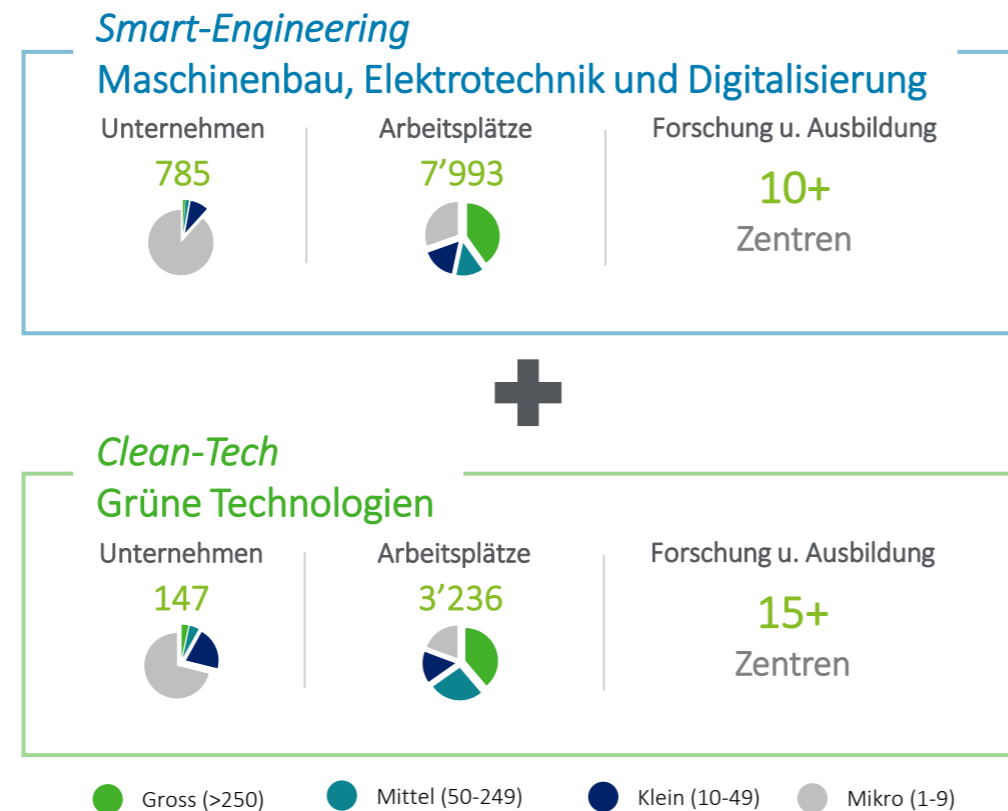 Smart-Engineering
Maschinenbau, Elektrotechnik und Digitalisierung
Unternehmen
785
Arbeitsplätze
7’993
Forschung u. Ausbildung
10+
Zentren
Clean-Tech
Grüne Technologien
Unternehmen
147
Arbeitsplätze
3’236
Forschung u. Ausbildung
15+
Zentren
Gross (>250)
Mittel (50-249)
Klein (10-49)
Mikro (1-9)